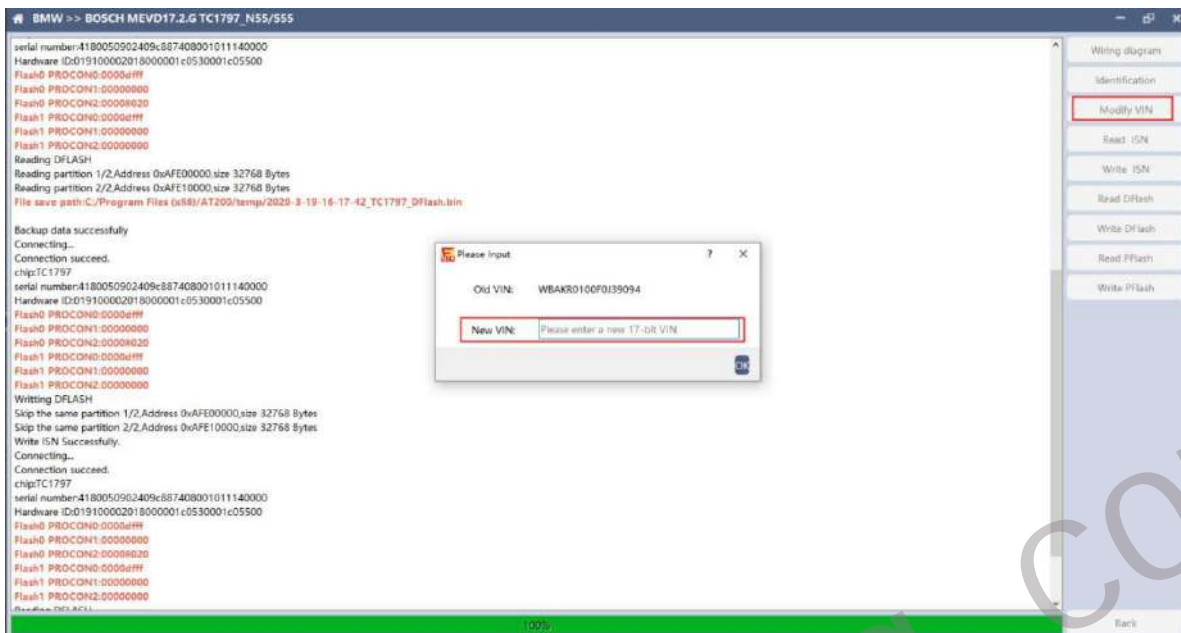 BMW >> BOSCH MEVD17.2.G TC1797_N55/S55
serial number:4180050902409c887408001011140000
Hardware ID:019100002018000001c0530001c05500
Flash0 PROCON0:0000dfff
Flash0 PROCON1:00000000
Flash0 PROCON2:00008020
Flash1 PROCON0:0000dfff
Flash1 PROCON1:00000000
Flash1 PROCON2:00000000
Reading DFLASH
Reading partition 1/2,Address 0xAFE00000,size 32768 Bytes
Reading partition 2/2,Address 0xAFE10000,size 32768 Bytes
File save path:C:/Program Files (x86)/AT200/temp/2020-3-19-16-17-42_TC1797_DFlash.bin
Backup data successfully
Connecting...
Connection succeed.
chip:TC1797
serial number:4180050902409c887408001011140000
Hardware ID:019100002018000001c0530001c05500
Flash0 PROCON0:0000dfff
Flash0 PROCON1:00000000
Flash0 PROCON2:00008020
Flash1 PROCON0:0000dfff
Flash1 PROCON1:00000000
Flash1 PROCON2:00000000
Writting DFLASH
Skip the same partition 1/2,Address 0xAFE00000,size 32768 Bytes
Skip the same partition 2/2,Address 0xAFE10000,size 32768 Bytes
Write ISN Successfully.
Connecting...
Connection succeed.
chip:TC1797
serial number:4180050902409c887408001011140000
Hardware ID:019100002018000001c0530001c05500
Flash0 PROCON0:0000dfff
Flash0 PROCON1:00000000
Flash0 PROCON2:00008020
Flash1 PROCON0:0000dfff
Flash1 PROCON1:00000000
Flash1 PROCON2:00000000
Reading DFLASH
100%
Please Input
Old VIN: WBAKR0100F0J39094
New VIN: Please enter a new 17-bit VIN
OK
Wiring diagram
Identification
Modify VIN
Read ISN
Write ISN
Read DFlash
Write DFlash
Read PFlash
Write PFlash
Back